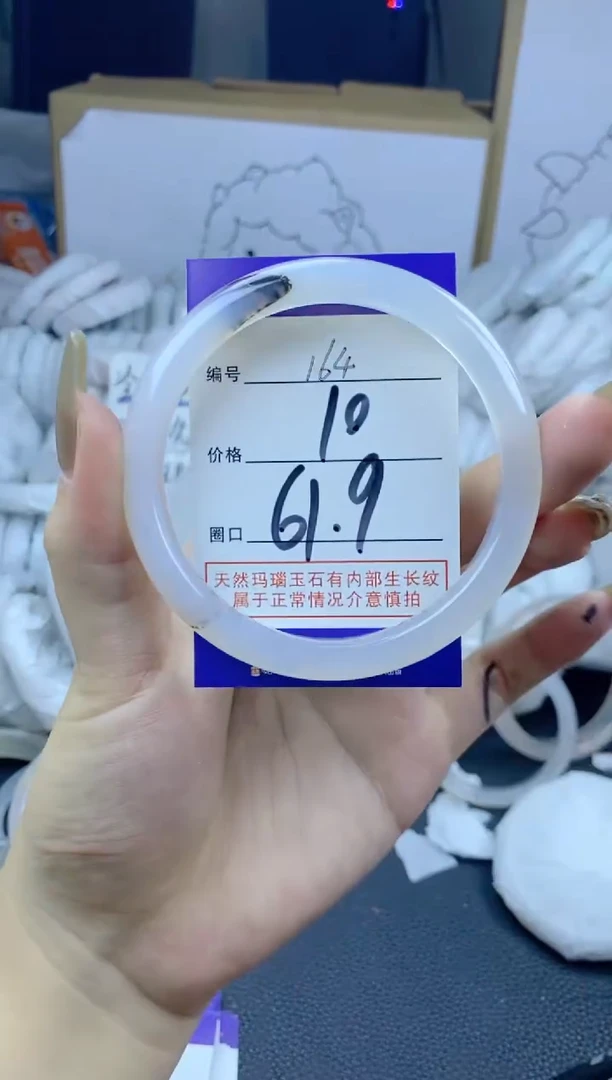 编号 164
价格 10
圈口 61.9
天然玛瑙玉石有内部生长纹
属于正常情况介意慎拍